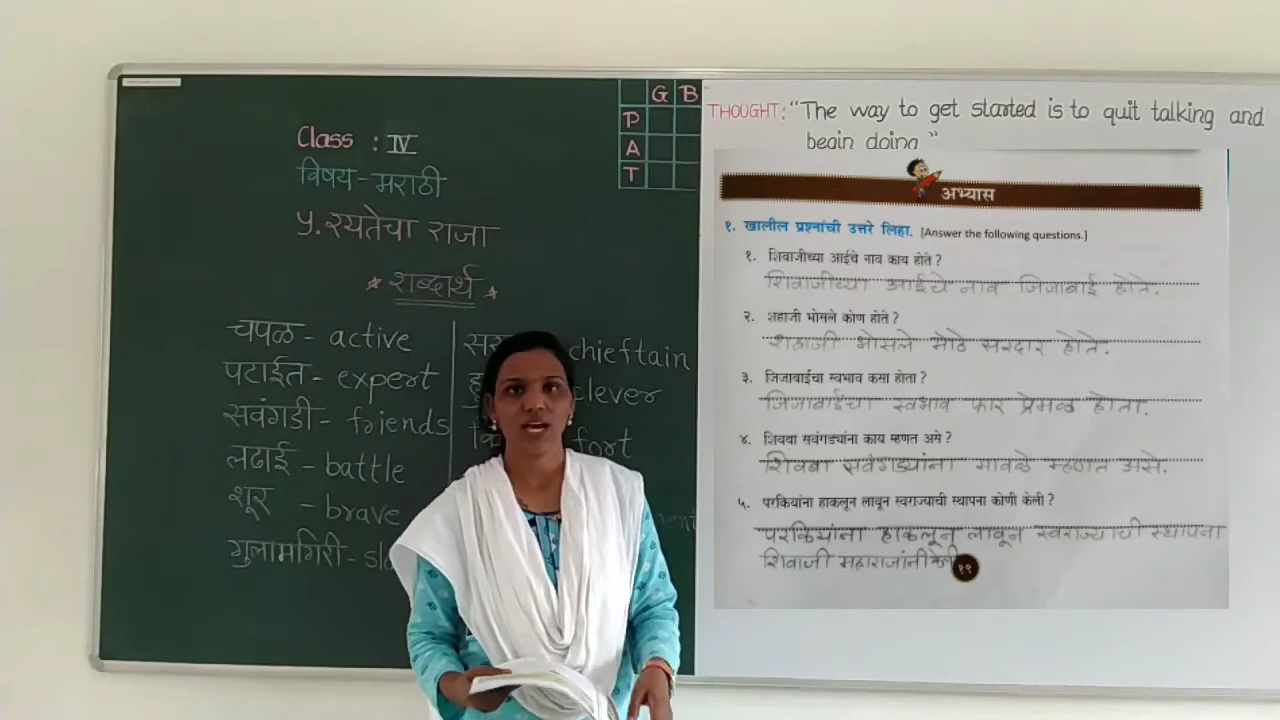 Class : IV
विषय-मराठी
५. रयतेचा राजा
★ शब्दार्थ ★
चपळ - active
पटाईत - expert
सवंगडी - friends
लढाई - battle
शूर - brave
गुलामगिरी -
chieftain
clever
fort
G B
P
A
T
THOUGHT: "The way to get started is to quit talking and
begin doing"
अभ्यास
१. खालील प्रश्नांची उत्तरे लिहा. [Answer the following questions.]
१. शिवाजीच्या आईचे नाव काय होते ?
शिवाजीच्या आईचे नाव जिजाबाई होते.
२. शहाजी भोसले कोण होते ?
शहाजी भोसले मोठे सरदार होते.
३. जिजाबाईचा स्वभाव कसा होता ?
जिजाबाईचा स्वभाव फार प्रेमळ होता.
४. शिवबा सवंगड्यांना काय म्हणत असे ?
शिवबा सवंगड्यांना मावळे म्हणत असे.
५. परकियांना हाकलून लावून स्वराज्याची स्थापना कोणी केली ?
परकियांना हाकलून लावून स्वराज्याची स्थापना
शिवाजी महाराजांनी केली
११